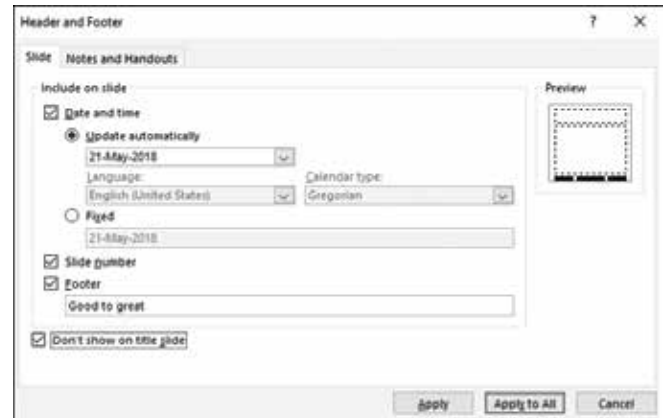 Header and Footer ? ×
Slide Notes and Handouts
Include on slide
Preview
Date and time
Update automatically
21-May-2018
Language: Calendar type:
English (United States) Gregorian
Fixed
21-May-2018
Slide number
Footer
Good to great
Don't show on title slide
Apply Apply to All Cancel